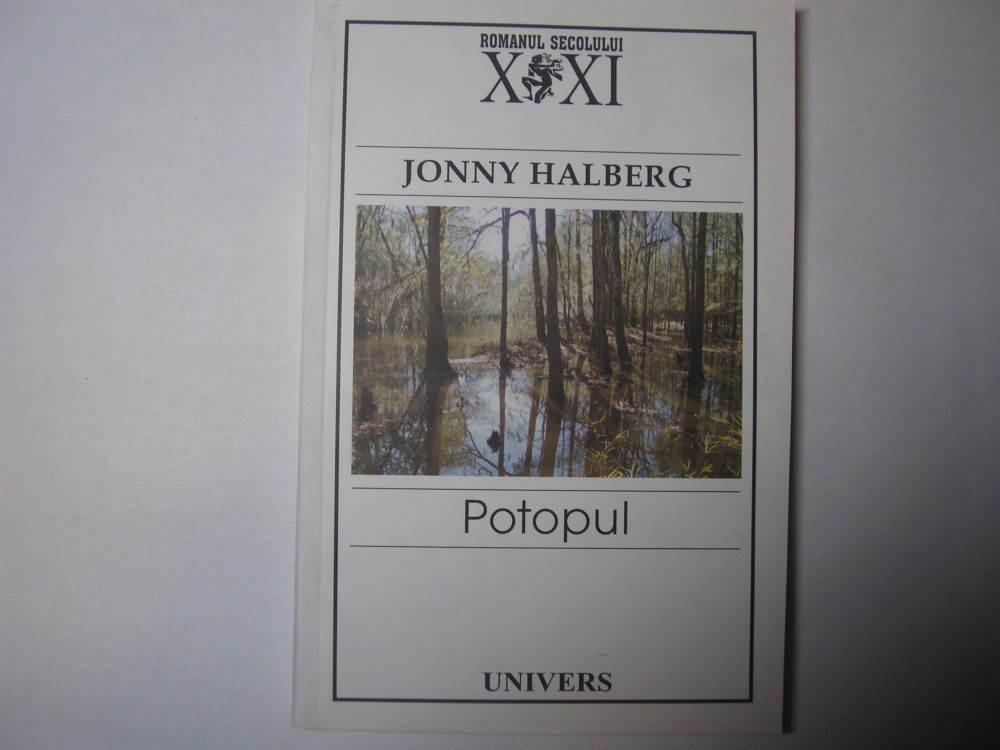 ROMANUL SECOLULUI
XXI
JONNY HALBERG
Potopul
UNIVERS